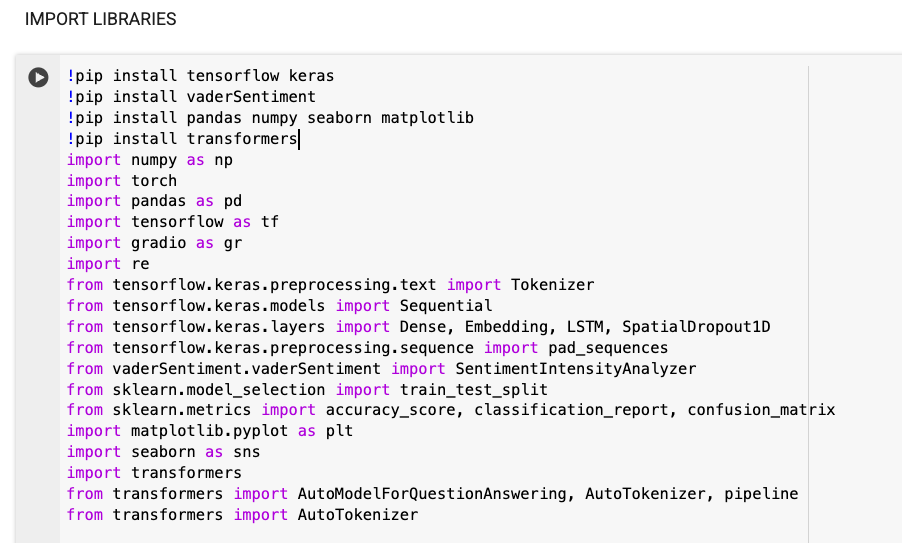 IMPORT LIBRARIES
!pip install tensorflow keras
!pip install vaderSentiment
!pip install pandas numpy seaborn matplotlib
!pip install transformers
import numpy as np
import torch
import pandas as pd
import tensorflow as tf
import gradio as gr
import re
from tensorflow.keras.preprocessing.text import Tokenizer
from tensorflow.keras.models import Sequential
from tensorflow.keras.layers import Dense, Embedding, LSTM, SpatialDropout1D
from tensorflow.keras.preprocessing.sequence import pad_sequences
from vaderSentiment.vaderSentiment import SentimentIntensityAnalyzer
from sklearn.model_selection import train_test_split
from sklearn.metrics import accuracy_score, classification_report, confusion_matrix
import matplotlib.pyplot as plt
import seaborn as sns
import transformers
from transformers import AutoModelForQuestionAnswering, AutoTokenizer, pipeline
from transformers import AutoTokenizer